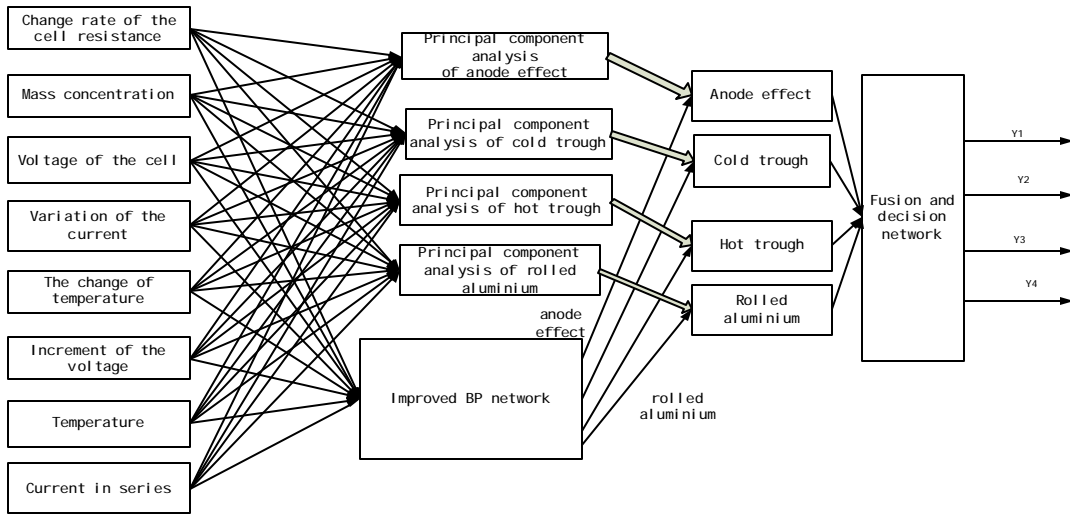 Change rate of the
cell resistance
Mass concentration
Voltage of the cell
Variation of the
current
The change of
temperature
Increment of the
voltage
Temperature
Current in series
Principal component
analysis
of anode effect
Principal component
analysis of cold trough
Principal component
analysis of hot trough
Principal component
analysis of rolled
aluminium
anode
effect
Improved BP network
rolled
aluminium
Anode effect
Cold trough
Hot trough
Rolled
aluminium
Fusion and
decision
network
Y1
Y2
Y3
Y4